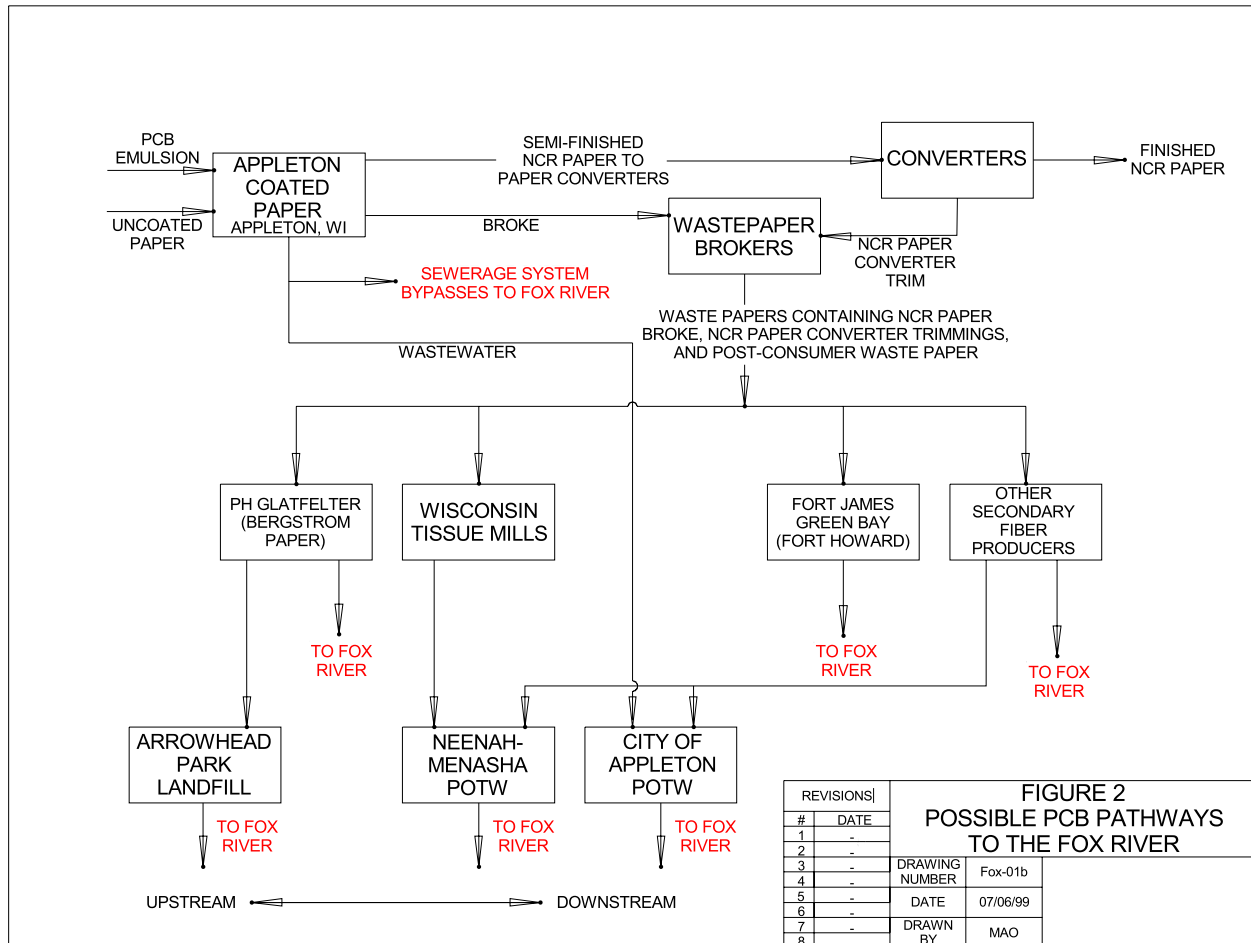 PCB
EMULSION
UNCOATED
PAPER
APPLETON
COATED
PAPER
APPLETON, WI
SEMI-FINISHED
NCR PAPER TO
PAPER CONVERTERS
CONVERTERS
FINISHED
NCR PAPER
BROKE
WASTEPAPER
BROKERS
NCR PAPER
CONVERTER
TRIM
SEWERAGE SYSTEM
BYPASSES TO FOX RIVER
WASTEWATER
WASTE PAPERS CONTAINING NCR PAPER
BROKE, NCR PAPER CONVERTER TRIMMINGS,
AND POST-CONSUMER WASTE PAPER
PH GLATFELTER
(BERGSTROM
PAPER)
WISCONSIN
TISSUE MILLS
FORT JAMES
GREEN BAY
(FORT HOWARD)
OTHER
SECONDARY
FIBER
PRODUCERS
TO FOX
RIVER
TO FOX
RIVER
TO FOX
RIVER
ARROWHEAD
PARK
LANDFILL
NEENAH-
MENASHA
POTW
CITY OF
APPLETON
POTW
TO FOX
RIVER
TO FOX
RIVER
TO FOX
RIVER
UPSTREAM
DOWNSTREAM
REVISIONS
# DATE
1 -
2 -
3 -
4 -
5 -
6 -
7 -
8
FIGURE 2
POSSIBLE PCB PATHWAYS
TO THE FOX RIVER
DRAWING
NUMBER
Fox-01b
DATE
07/06/99
DRAWN
BY
MAO